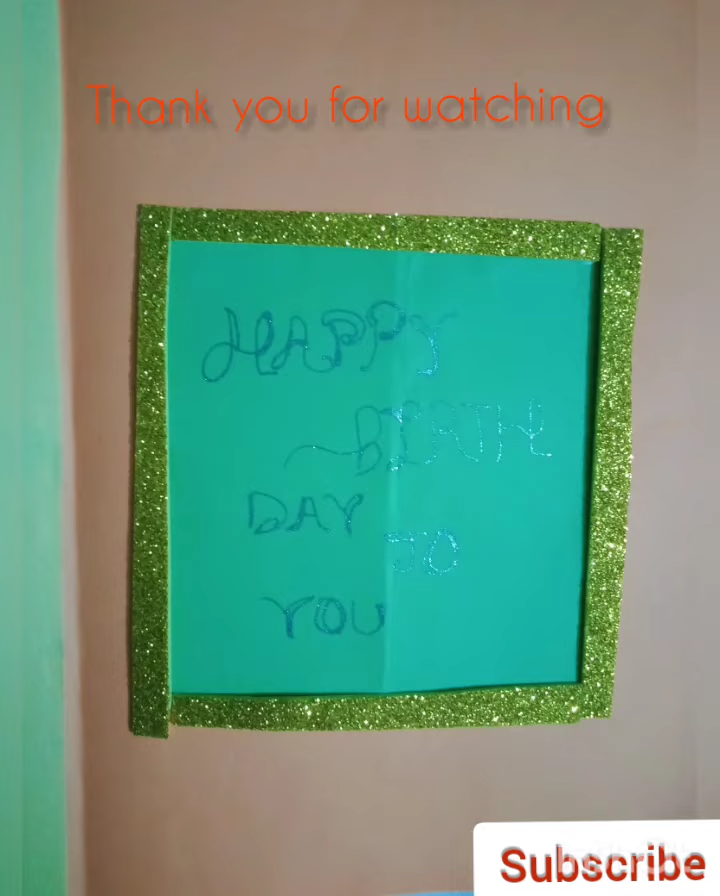 Thank you for watching
HAPPY
BIRTH
DAY TO
YOU
Subscribe